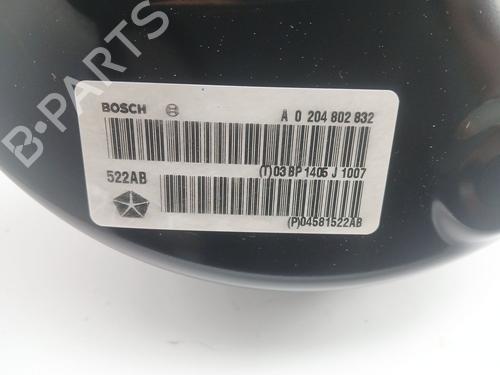 B-PARTS
BOSCH A 0 204 802 832
(T)03 BP 1405 J 1007
522AB
(P)04581522AB